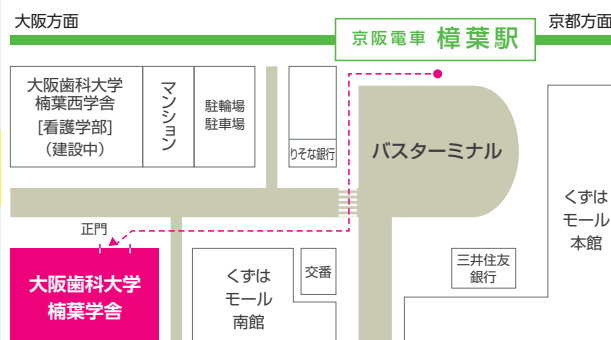 大阪方面
京阪電車 樟葉駅
京都方面
大阪歯科大学
楠葉西学舎
[看護学部]
(建設中)
マンション
駐輪場
駐車場
りそな銀行
バスターミナル
くずは
モール
本館
正門
大阪歯科大学
楠葉学舎
くずは
モール
南館
交番
三井住友
銀行